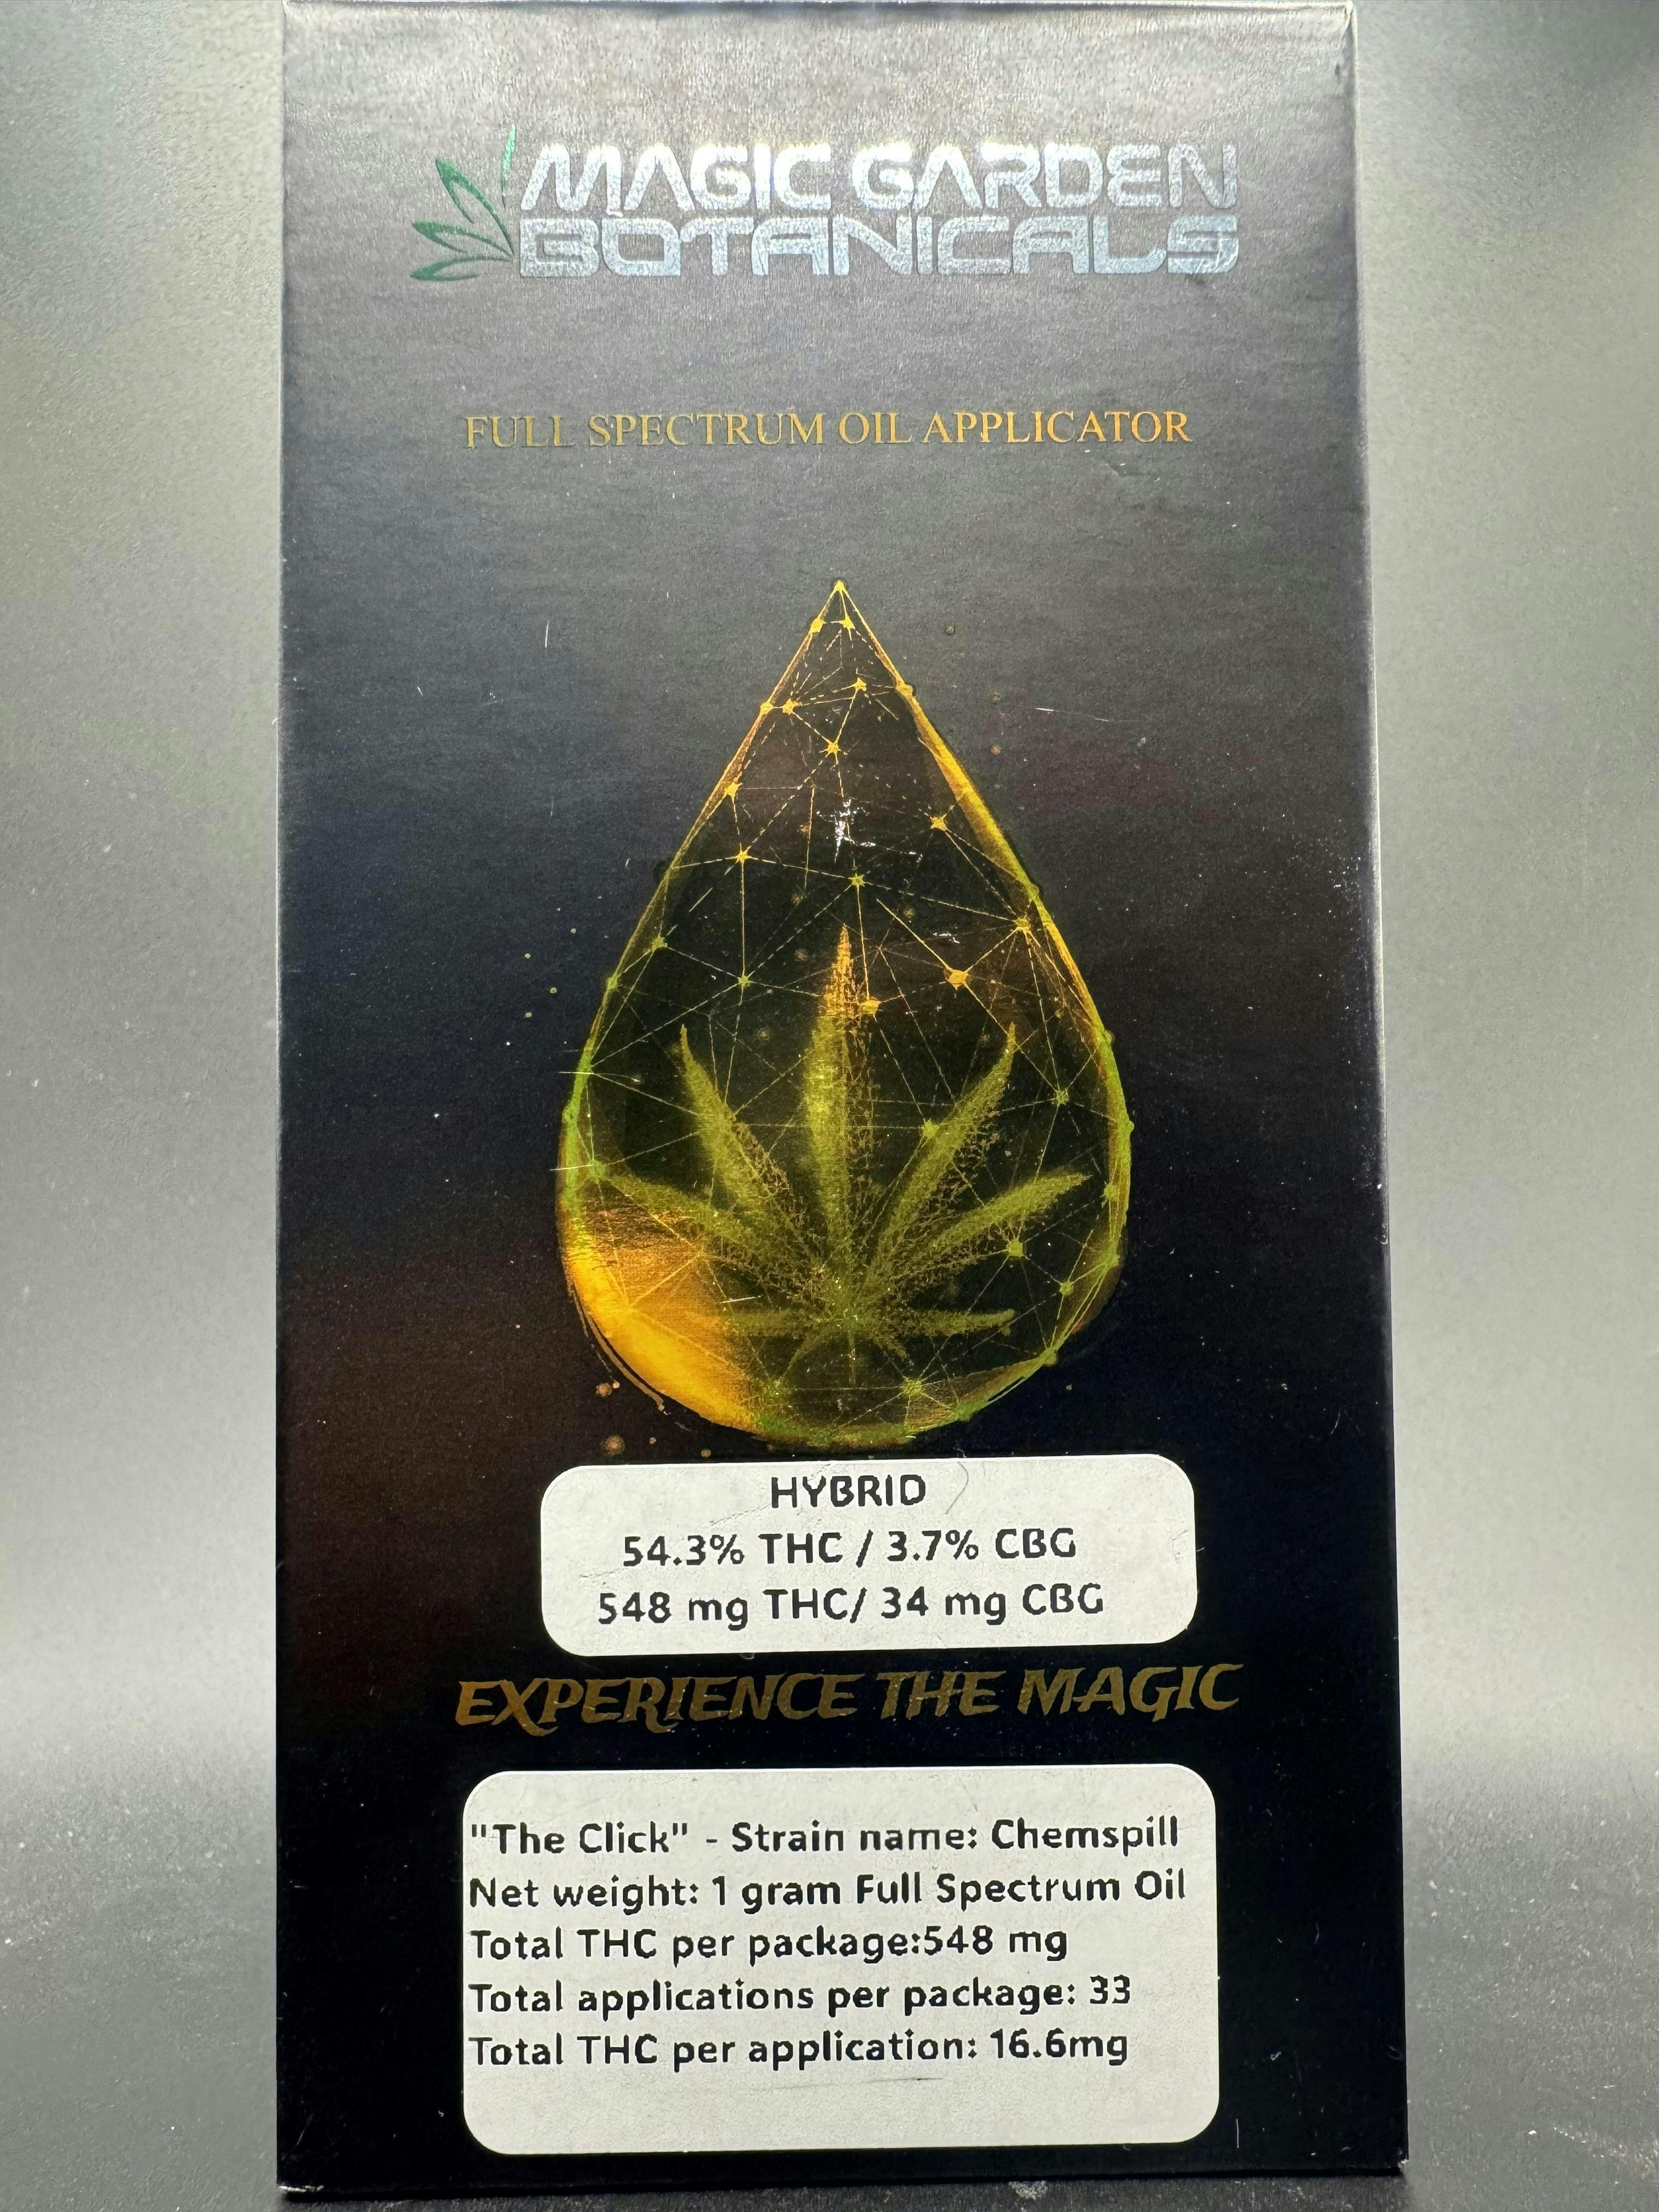 MAGIC GARDEN
BOTANICALS
FULL SPECTRUM OIL APPLICATOR
HYBRID
54.3% THC / 3.7% CBG
548 mg THC/ 34 mg CBG
EXPERIENCE THE MAGIC
"The Click" - Strain name: Chemspill
Net weight: 1 gram Full Spectrum Oil
Total THC per package:548 mg
Total applications per package: 33
Total THC per application: 16.6mg